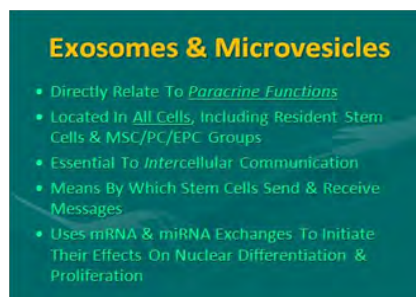 Exosomes & Microvesicles
• Directly Relate To Paracrine Functions
• Located In All Cells, Including Resident Stem
Cells & MSC/PC/EPC Groups
• Essential To Intercellular Communication
• Means By Which Stem Cells Send & Receive
Messages
• Uses mRNA & miRNA Exchanges To Initiate
Their Effects On Nuclear Differentiation &
Proliferation